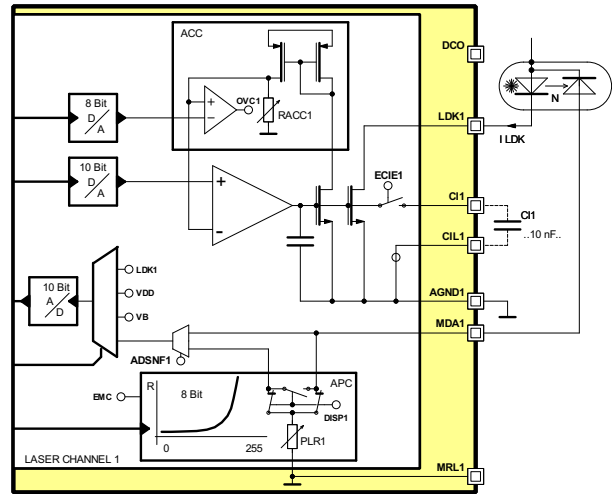 ACC
DCO
8 Bit
D
A
OVC1
RACC1
N
LDK1
I LDK
10 Bit
D
A
ECIE1
CI1
CI1
..10 nF..
CIL1
LDK1
10 Bit
A
D
VDD
VB
AGND1
MDA1
ADSNF1
R
8 Bit
APC
EMC
DISP1
PLR1
0
255
LASER CHANNEL 1
MRL1